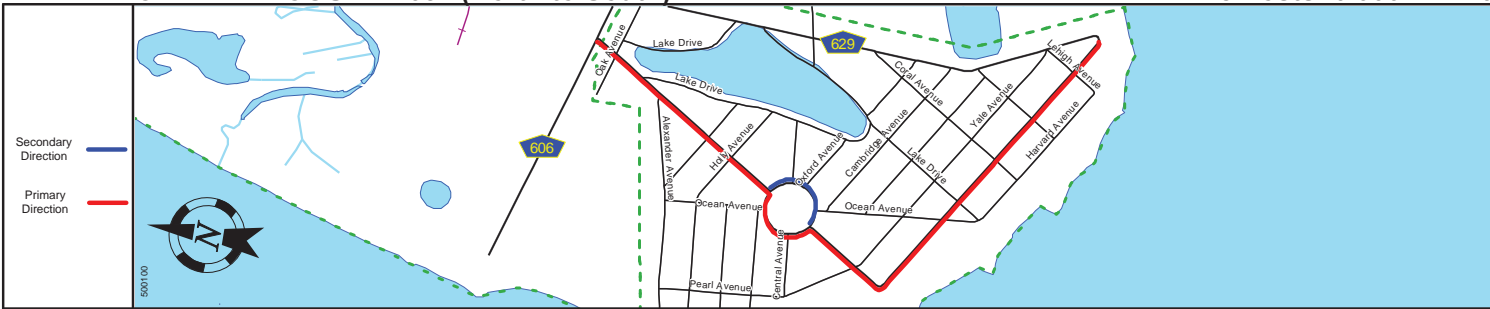 Secondary
Direction
Primary
Direction
500100
N
606
629
Oak Avenue
Lake Drive
Lake Drive
Alexander Avenue
Holly Avenue
Ocean Avenue
Pearl Avenue
Central Avenue
Oxford Avenue
Cambridge Avenue
Lake Drive
Ocean Avenue
Coral Avenue
Yale Avenue
Lehigh Avenue
Harvard Avenue